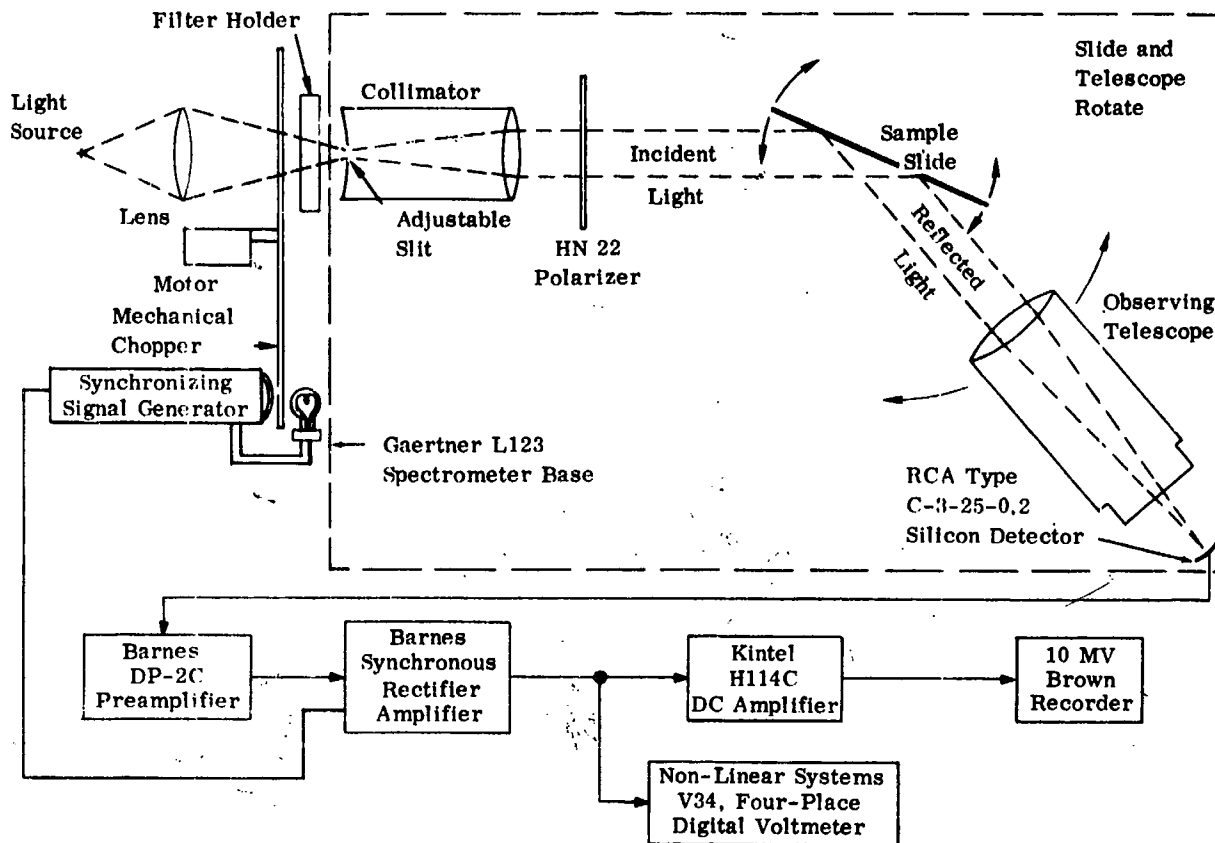 Filter Holder
Light
Source
Lens
Collimator
Adjustable
Slit
HN 22
Polarizer
Incident
Light
Sample
Slide
Slide and
Telescope
Rotate
Reflected
Light
Observing
Telescope
Motor
Mechanical
Chopper
Synchronizing
Signal Generator
Gaertner L123
Spectrometer Base
RCA Type
C-3-25-0.2
Silicon Detector
Barnes
DP-2C
Preamplifier
Barnes
Synchronous
Rectifier
Amplifier
Kintel
H114C
DC Amplifier
10 MV
Brown
Recorder
Non-Linear Systems
V34, Four-Place
Digital Voltmeter